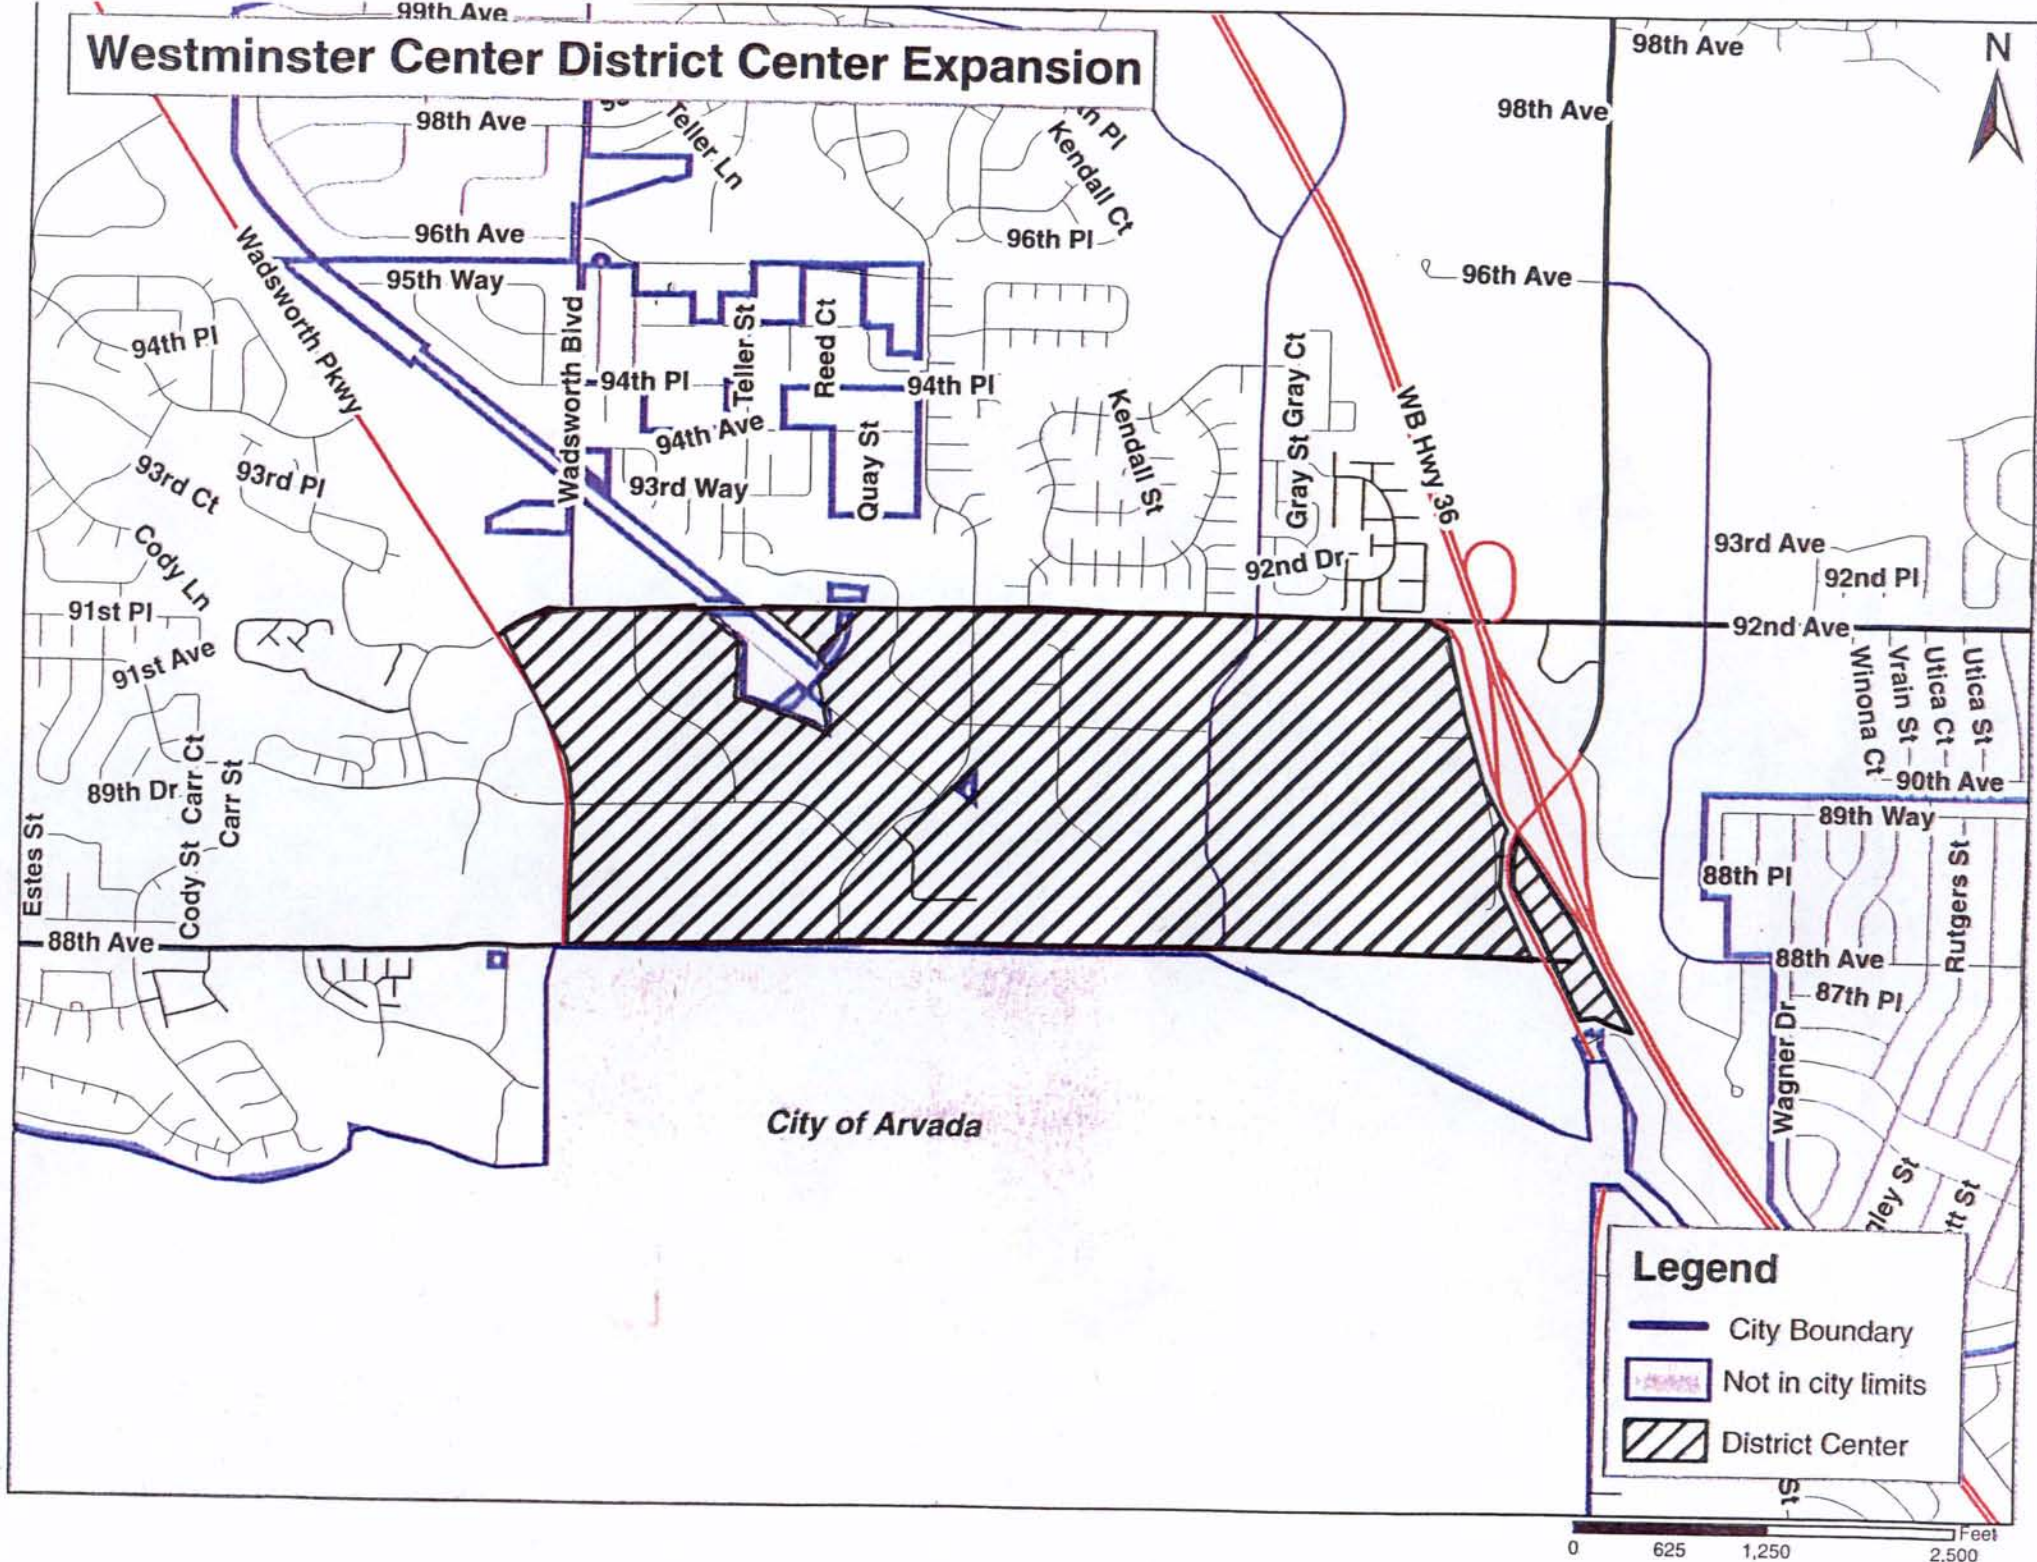 99th Ave
Westminster Center District Center Expansion
98th Ave
N
98th Ave
98th Ave
Teller Ln
Kendall Ct
96th Ave
96th Pl
96th Ave
95th Way
Wadsworth Pkwy
94th Pl
Wadsworth Blvd
94th Pl
Teller St
Reed Ct
94th Pl
94th Ave
Quay St
93rd Way
Kendall St
Gray Ct
Gray St
92nd Dr
WB Hwy 36
93rd Ct
93rd Pl
Cody Ln
91st Pl
91st Ave
93rd Ave
92nd Pl
92nd Ave
Winona Ct
Vrain St
Utica Ct
Utica St
90th Ave
89th Way
88th Pl
Rutgers St
88th Ave
87th Pl
Wagner Dr
89th Dr
Estes St
Cody St
Carr Ct
Carr St
88th Ave
City of Arvada
gley St
tt St
Legend
City Boundary
Not in city limits
District Center
St
Feet
0 625 1,250 2,500